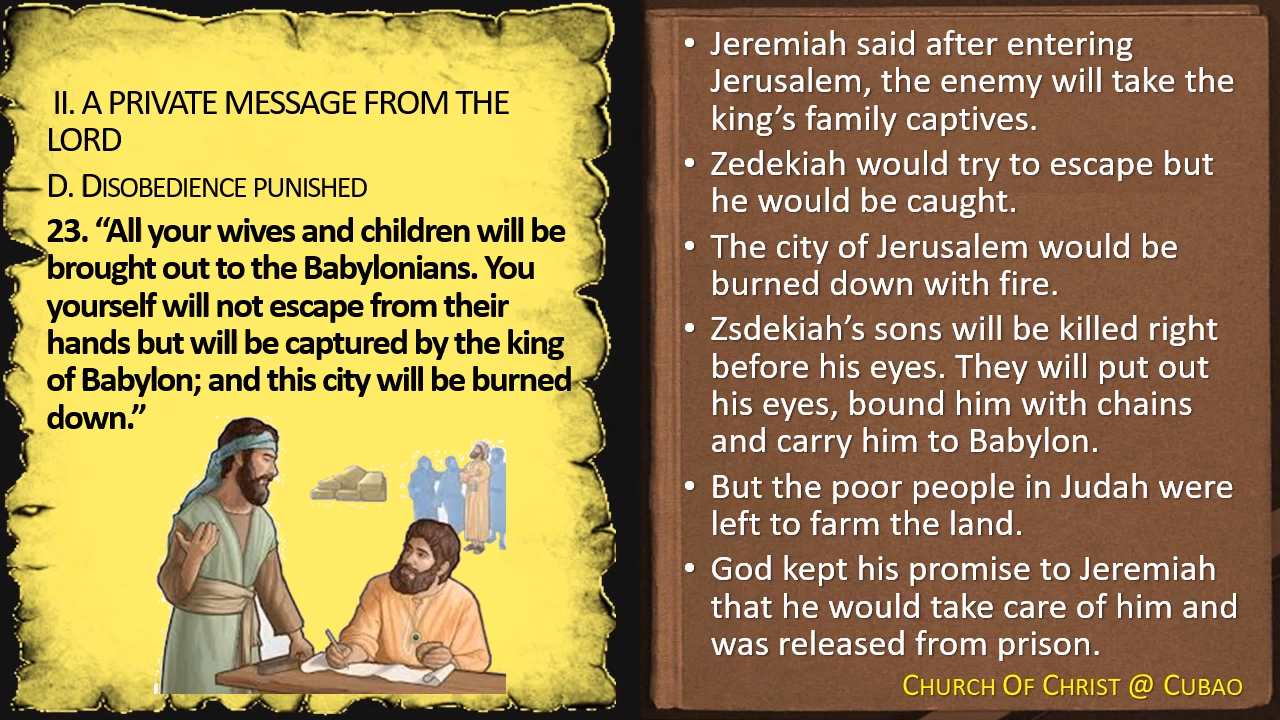 II. A PRIVATE MESSAGE FROM THE
LORD
D. DISOBEDIENCE PUNISHED
23. “All your wives and children will be
brought out to the Babylonians. You
yourself will not escape from their
hands but will be captured by the king
of Babylon; and this city will be burned
down.”
• Jeremiah said after entering
Jerusalem, the enemy will take the
king’s family captives.
• Zedekiah would try to escape but
he would be caught.
• The city of Jerusalem would be
burned down with fire.
• Zsdekiah’s sons will be killed right
before his eyes. They will put out
his eyes, bound him with chains
and carry him to Babylon.
• But the poor people in Judah were
left to farm the land.
• God kept his promise to Jeremiah
that he would take care of him and
was released from prison.
CHURCH OF CHRIST @ CUBAO